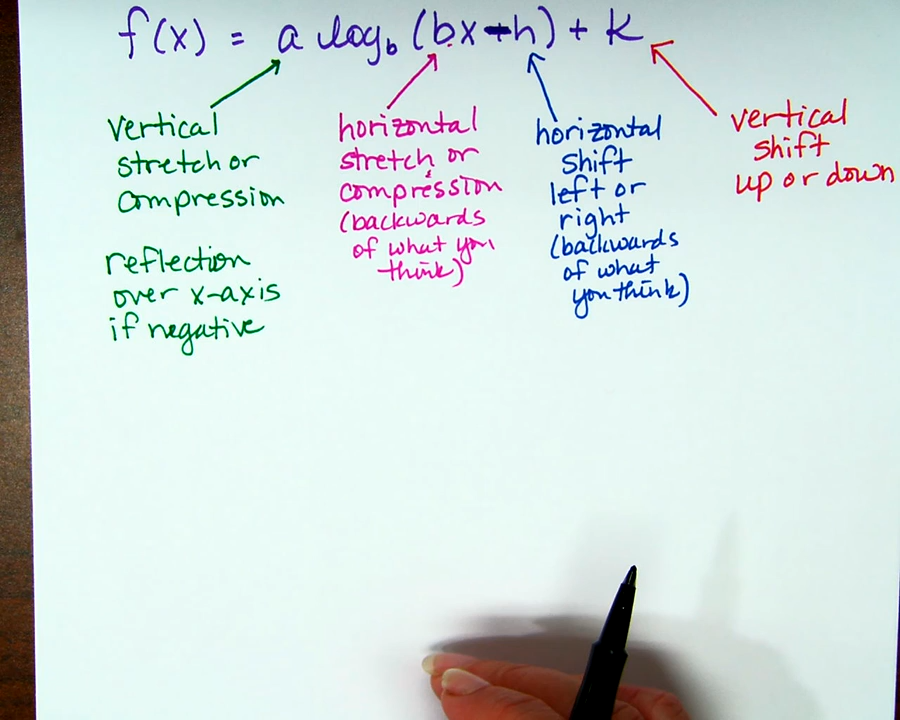 f(x) = a log_b (bx+h) + k
vertical
stretch or
compression
reflection
over x-axis
if negative
horizontal
stretch or
compression
(backwards
of what you
think)
horizontal
shift
left or
right
(backwards
of what
you think)
vertical
shift
up or down